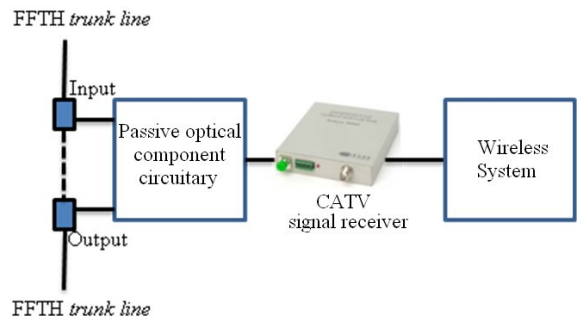 FFTH trunk line
Input
Passive optical
component
circuitary
Wireless
System
CATV
signal receiver
Output
FFTH trunk line